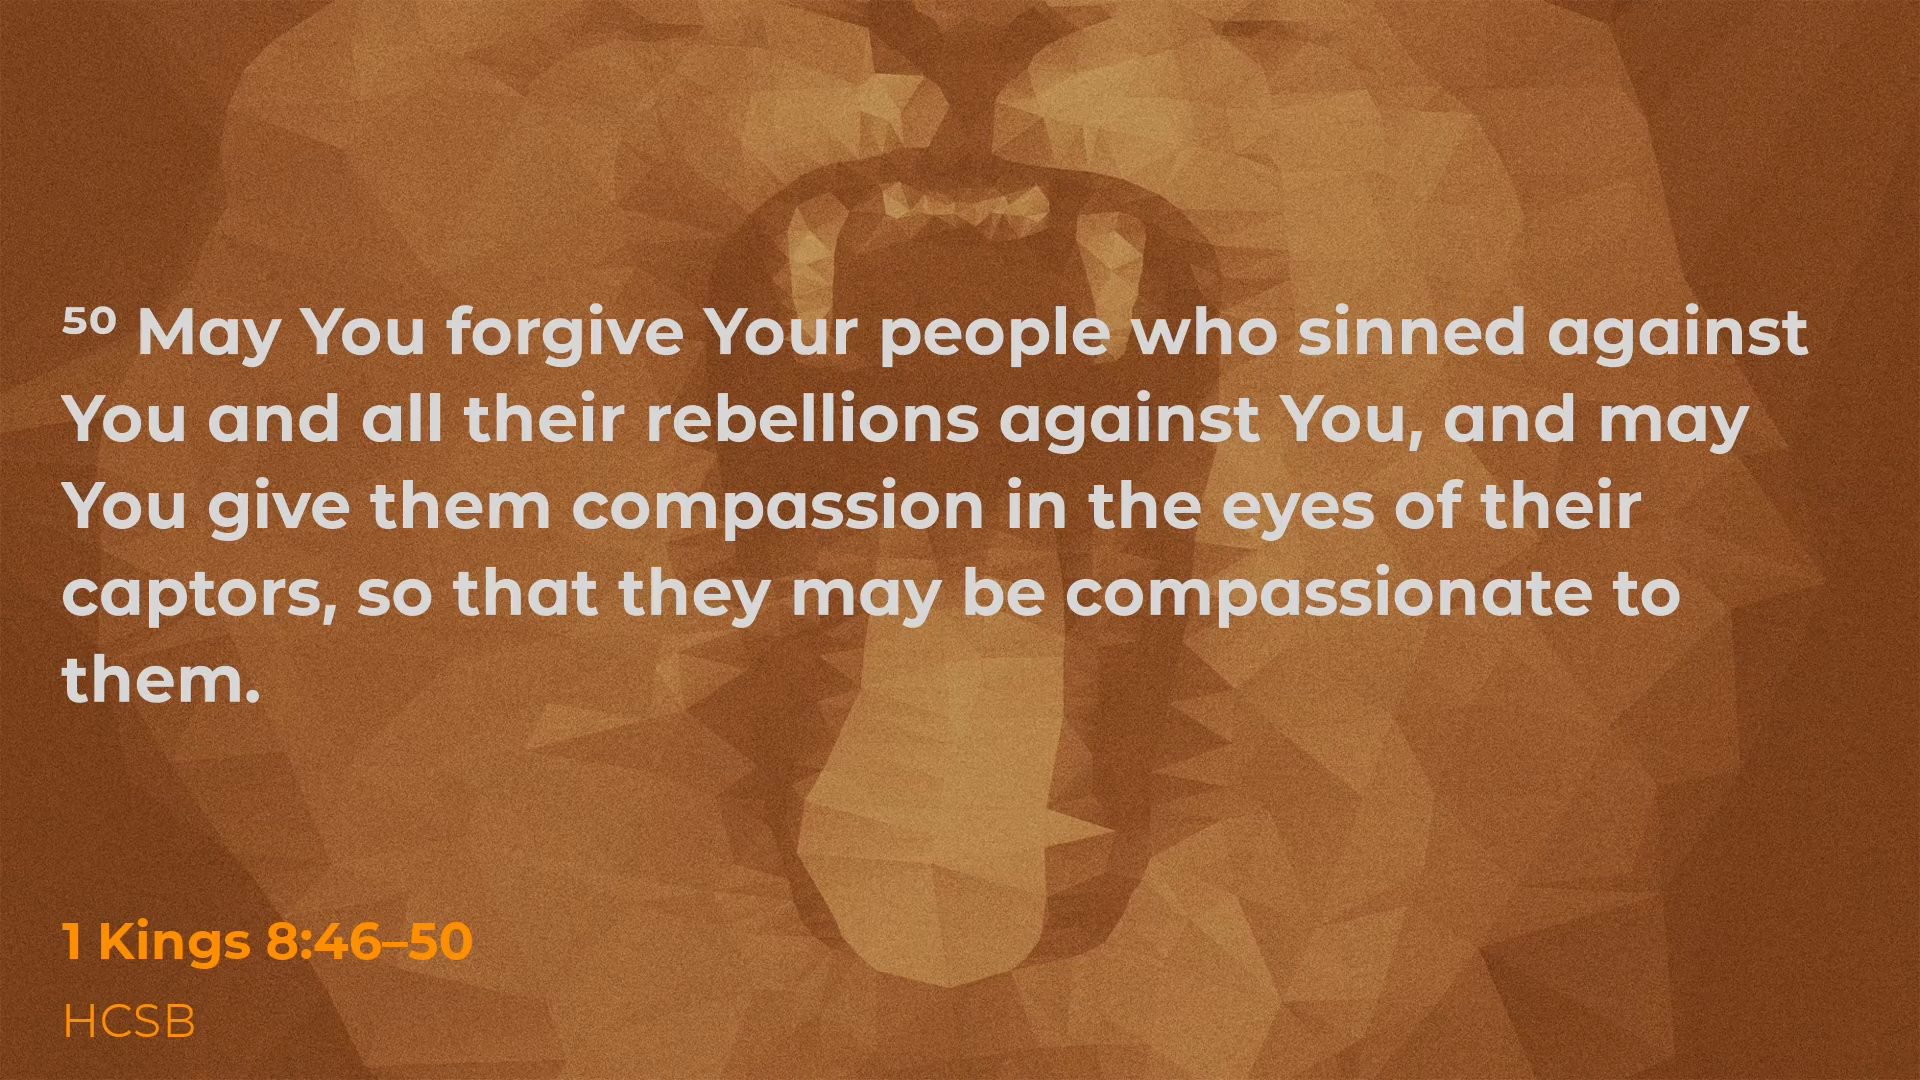 ⁵⁰ May You forgive Your people who sinned against
You and all their rebellions against You, and may
You give them compassion in the eyes of their
captors, so that they may be compassionate to
them.
1 Kings 8:46–50
HCSB